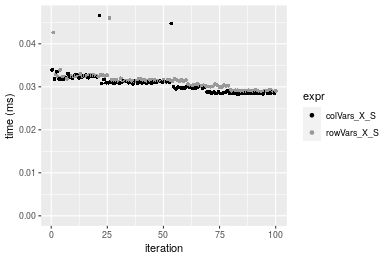 0.04
0.03
0.02
0.01
0.00
time (ms)
0
25
50
75
100
iteration
expr
colVars_X_S
rowVars_X_S